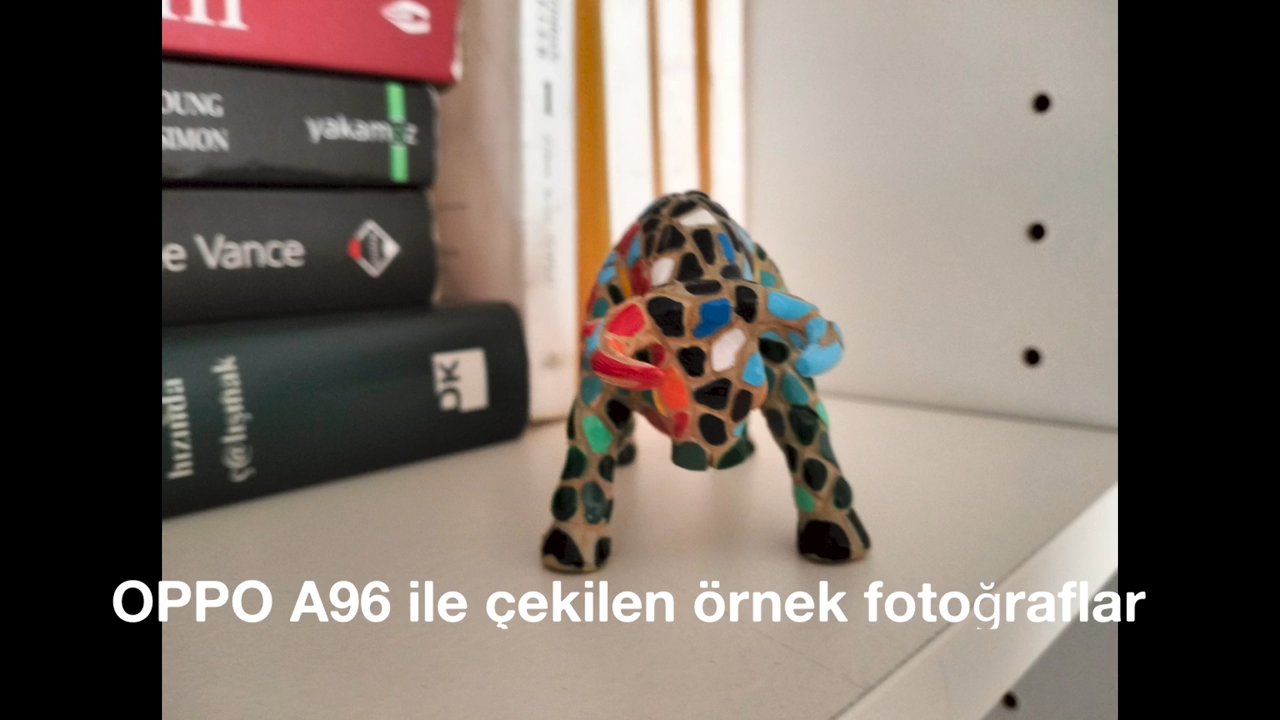 OUNG
SIMON
yakamoz
e Vance
hızında
ç@lışmak
DK
OPPO A96 ile çekilen örnek fotoğraflar